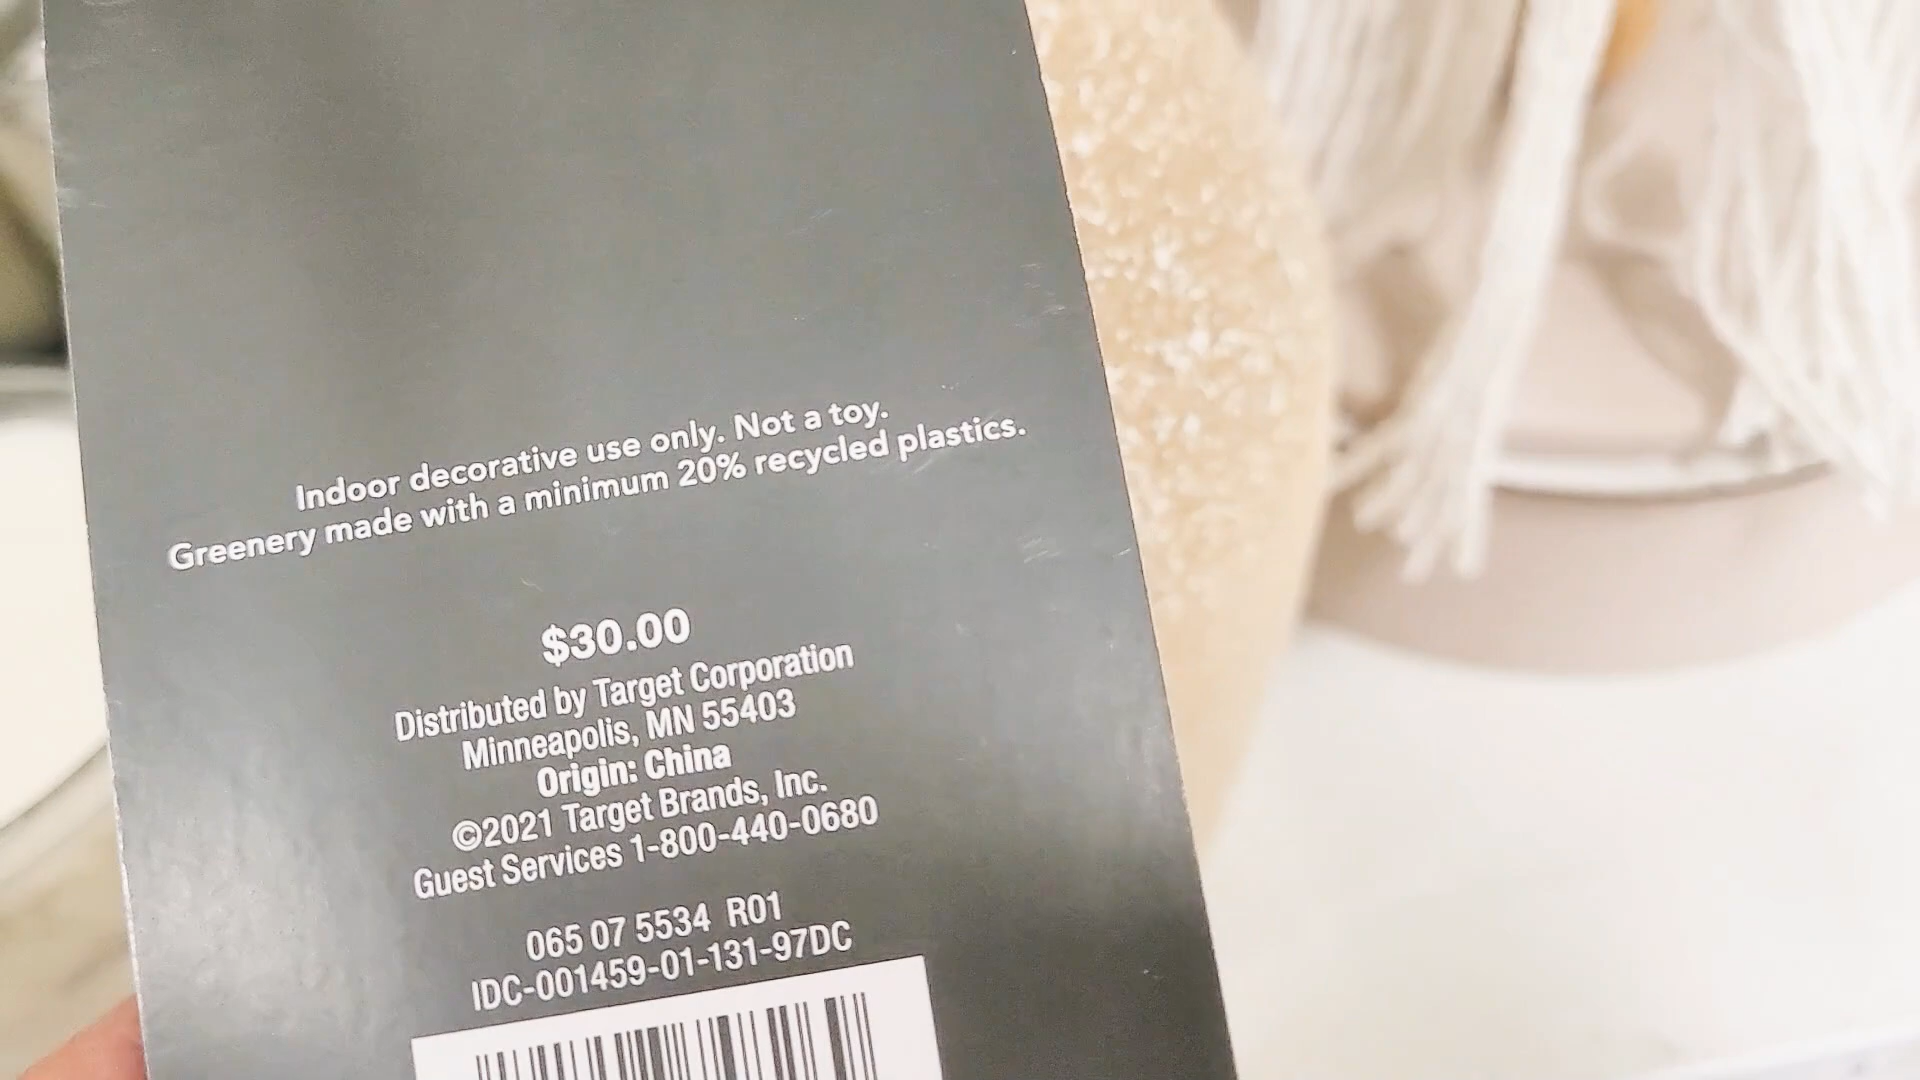 Indoor decorative use only. Not a toy.
Greenery made with a minimum 20% recycled plastics.
$30.00
Distributed by Target Corporation
Minneapolis, MN 55403
Origin: China
©2021 Target Brands, Inc.
Guest Services 1-800-440-0680
065 07 5534 R01
IDC-001459-01-131-97DC